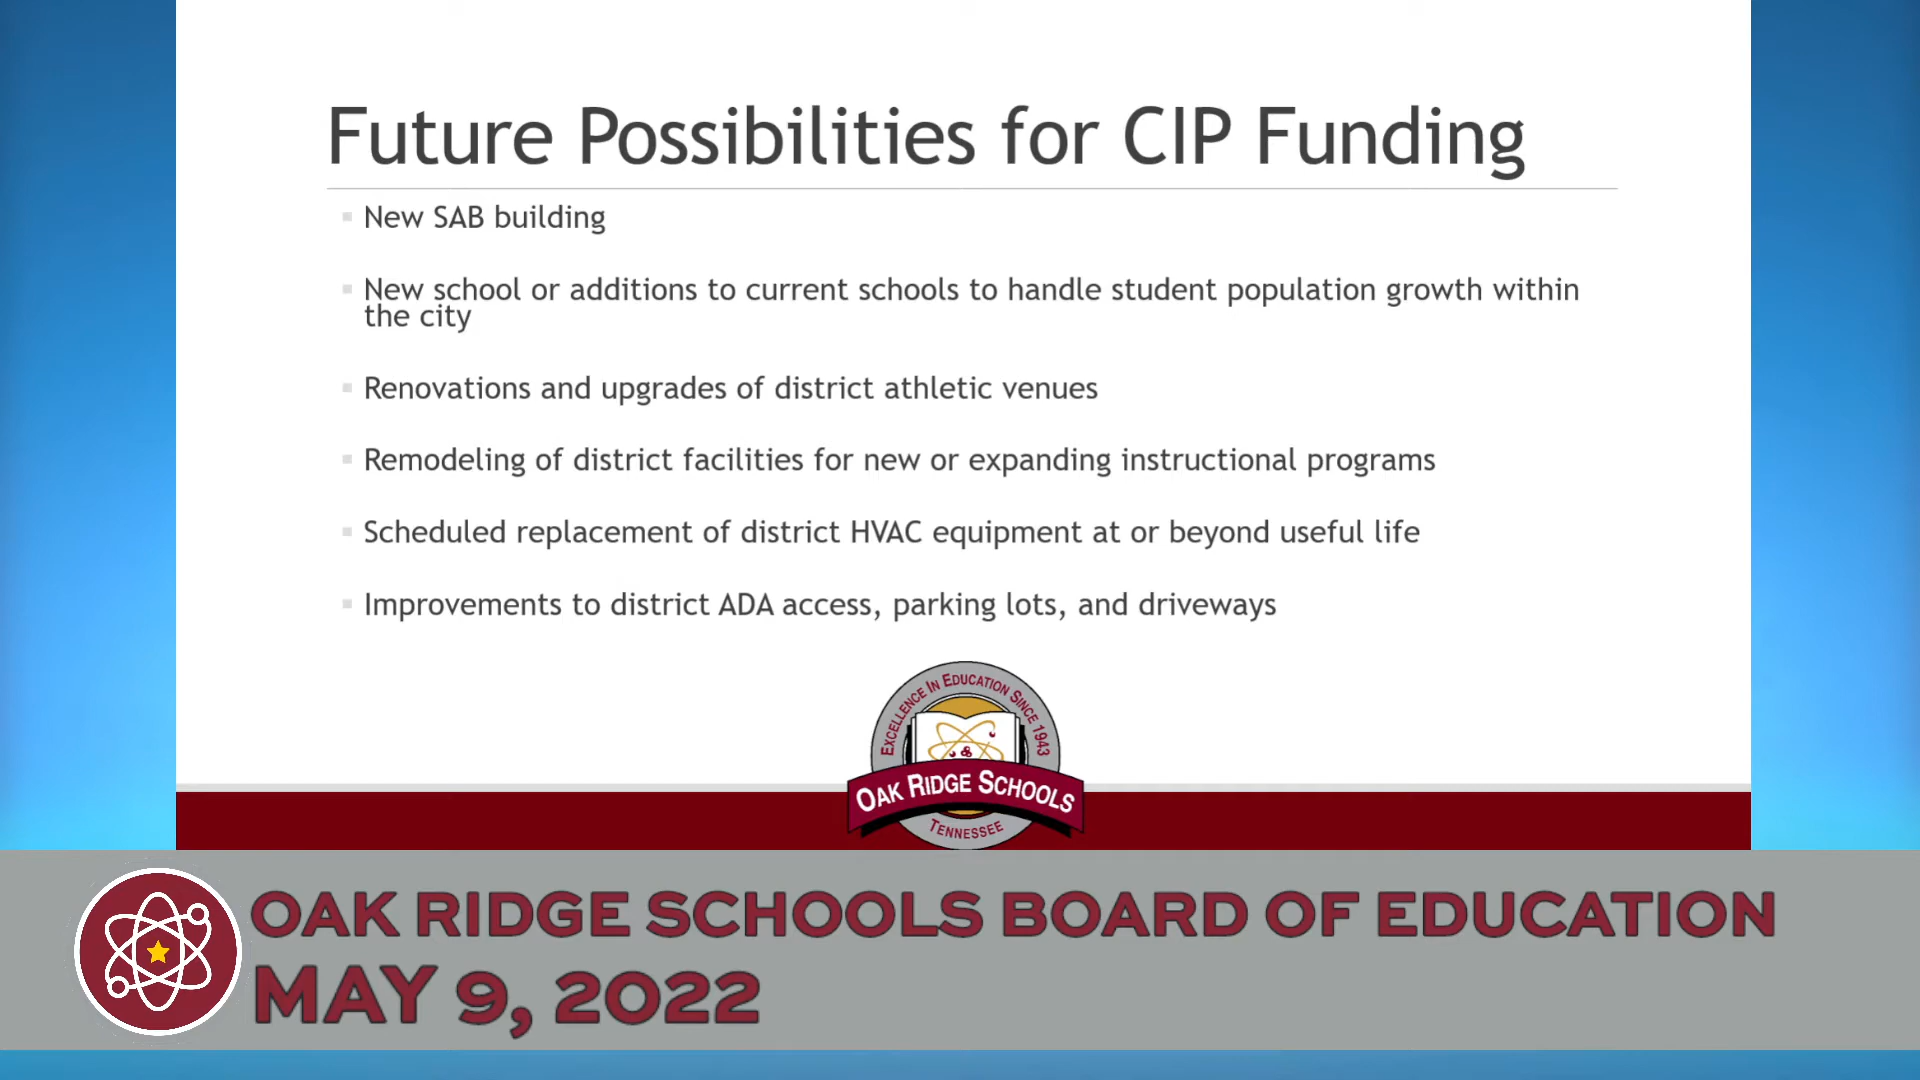 Future Possibilities for CIP Funding
New SAB building
New school or additions to current schools to handle student population growth within
the city
Renovations and upgrades of district athletic venues
Remodeling of district facilities for new or expanding instructional programs
Scheduled replacement of district HVAC equipment at or beyond useful life
Improvements to district ADA access, parking lots, and driveways
EXCELLENCE IN EDUCATION SINCE 1943
OAK RIDGE SCHOOLS
TENNESSEE
OAK RIDGE SCHOOLS BOARD OF EDUCATION
MAY 9, 2022